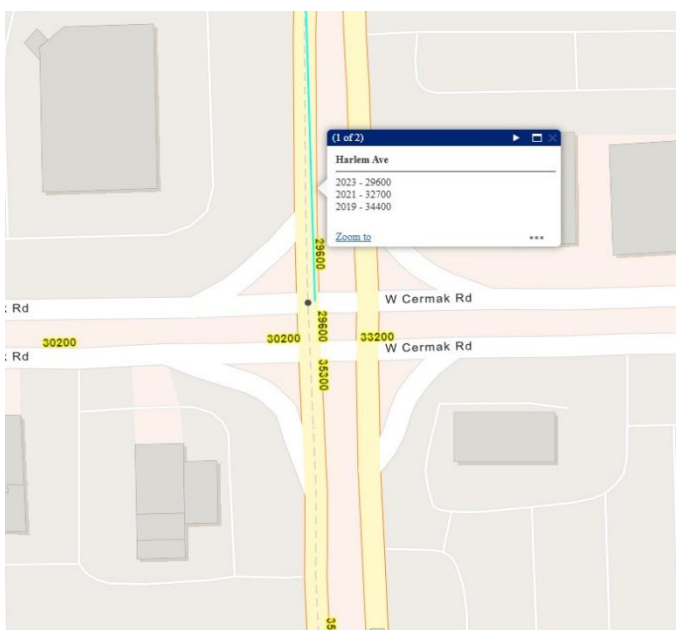 (1 of 2)
Harlem Ave
2023 - 29600
2021 - 32700
2019 - 34400
Zoom to
29600
Rd
W Cermak Rd
29600
30200
30200
33200
Rd
W Cermak Rd
35300
35